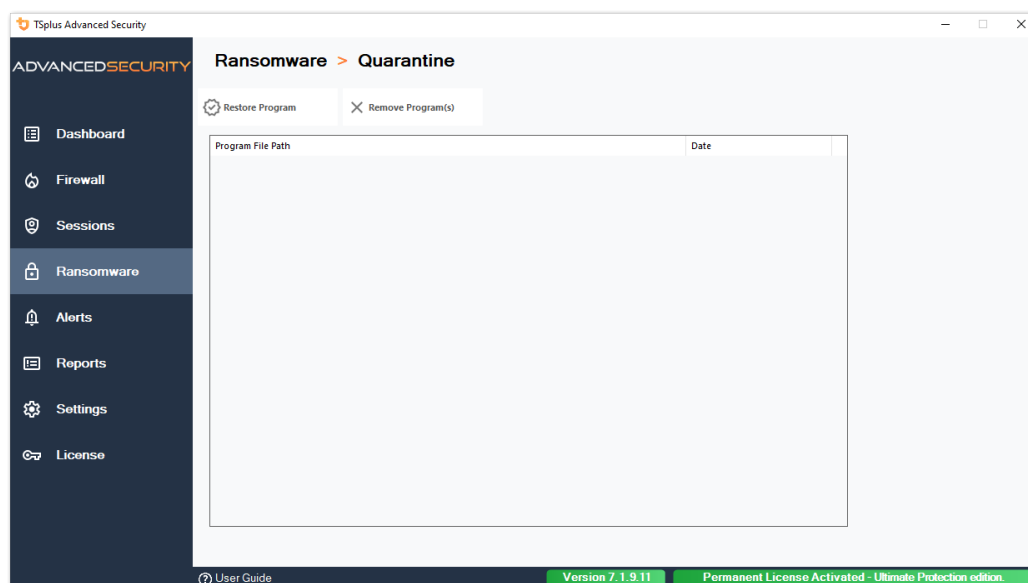 TSplus Advanced Security
ADVANCEDSECURITY
Ransomware > Quarantine
Restore Program
Remove Program(s)
Dashboard
Program File Path
Date
Firewall
Sessions
Ransomware
Alerts
Reports
Settings
License
User Guide
Version 7.1.9.11
Permanent License Activated - Ultimate Protection edition.